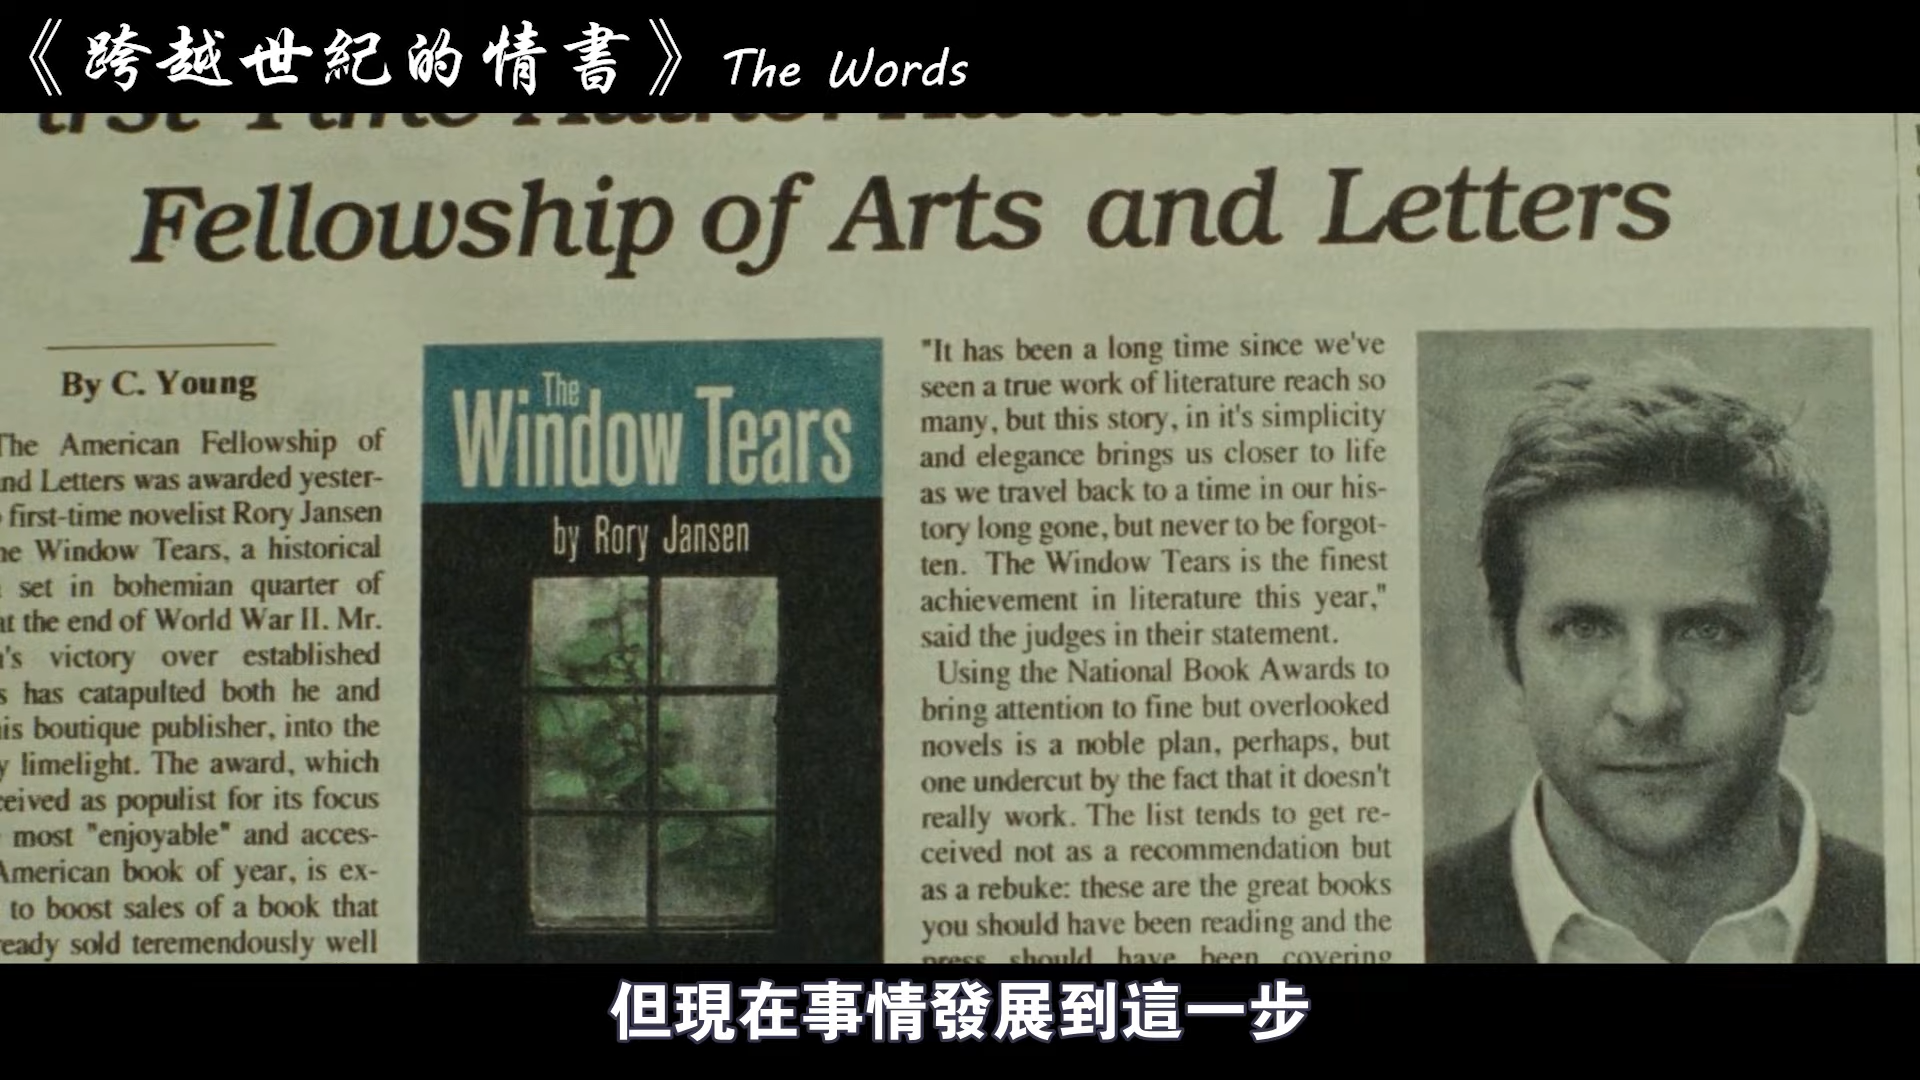 《跨越世紀的情書》The Words
Fellowship of Arts and Letters
By C. Young
The American Fellowship of
nd Letters was awarded yester-
first-time novelist Rory Jansen
ne Window Tears, a historical
set in bohemian quarter of
at the end of World War II. Mr.
's victory over established
s has catapulted both he and
is boutique publisher, into the
y limelight. The award, which
ceived as populist for its focus
most "enjoyable" and acces-
American book of year, is ex-
to boost sales of a book that
ready sold teremendously well
The
Window Tears
by Rory Jansen
"It has been a long time since we've
seen a true work of literature reach so
many, but this story, in it's simplicity
and elegance brings us closer to life
as we travel back to a time in our his-
tory long gone, but never to be forgot-
ten. The Window Tears is the finest
achievement in literature this year,"
said the judges in their statement.
Using the National Book Awards to
bring attention to fine but overlooked
novels is a noble plan, perhaps, but
one undercut by the fact that it doesn't
really work. The list tends to get re-
ceived not as a recommendation but
as a rebuke: these are the great books
you should have been reading and the
press should have been covering
但現在事情發展到這一步